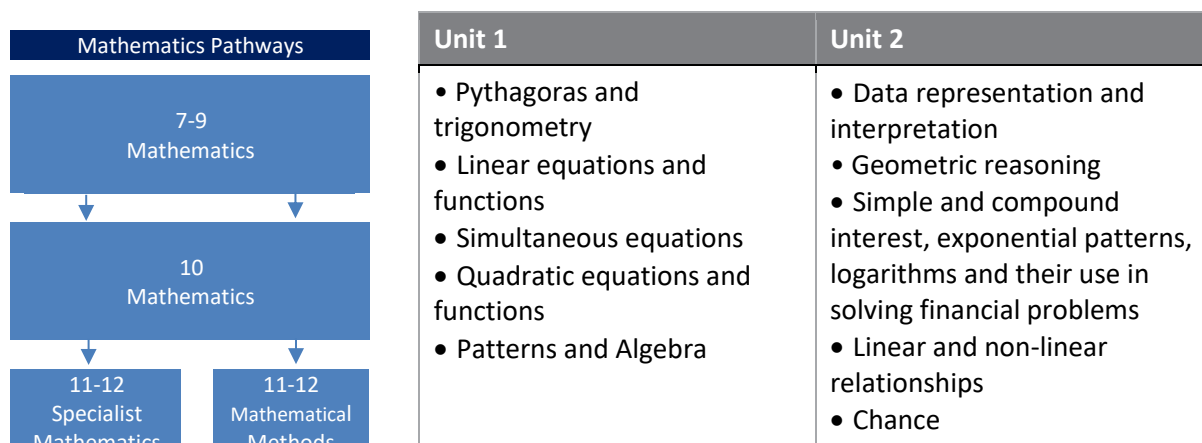 Mathematics Pathways
7-9
Mathematics
10
Mathematics
11-12
Specialist
Mathematics
11-12
Mathematical
Methods
Unit 1
• Pythagoras and
trigonometry
• Linear equations and
functions
• Simultaneous equations
• Quadratic equations and
functions
• Patterns and Algebra
Unit 2
• Data representation and
interpretation
• Geometric reasoning
• Simple and compound
interest, exponential patterns,
logarithms and their use in
solving financial problems
• Linear and non-linear
relationships
• Chance